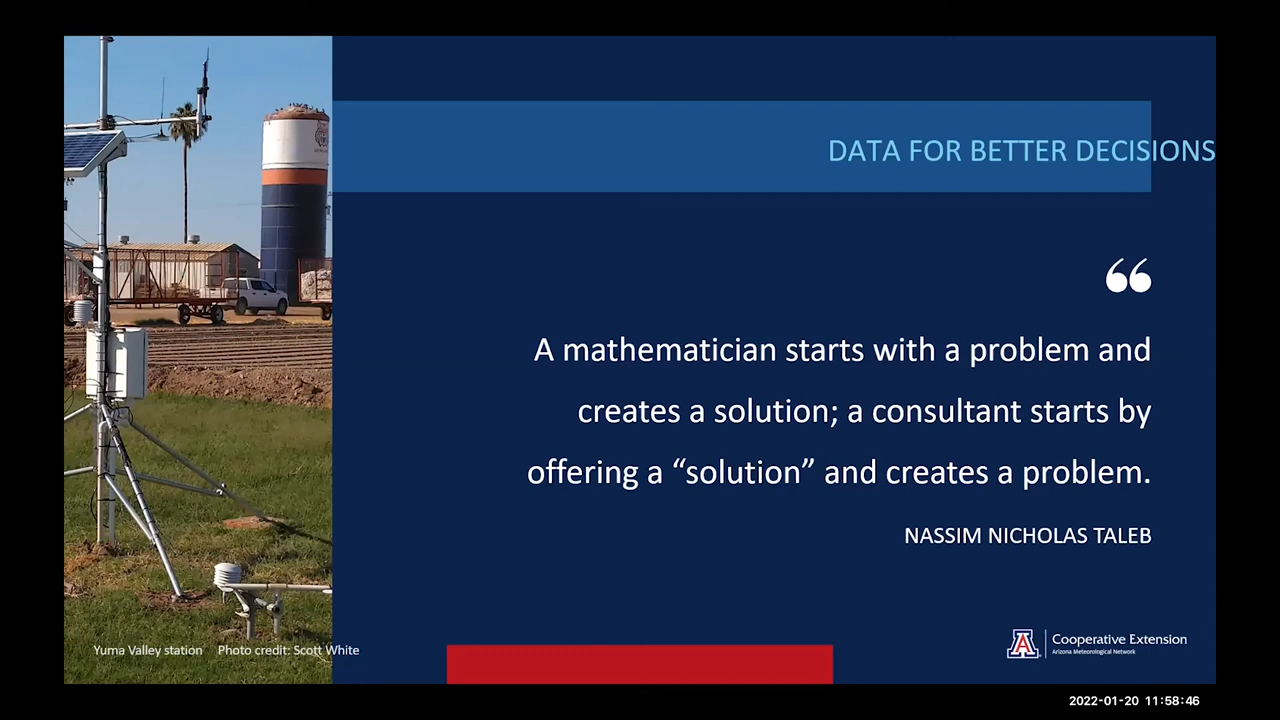 DATA FOR BETTER DECISIONS
“
A mathematician starts with a problem and
creates a solution; a consultant starts by
offering a “solution” and creates a problem.
NASSIM NICHOLAS TALEB
Yuma Valley station Photo credit: Scott White
A
Cooperative Extension
Arizona Meteorological Network
2022-01-20 11:58:46